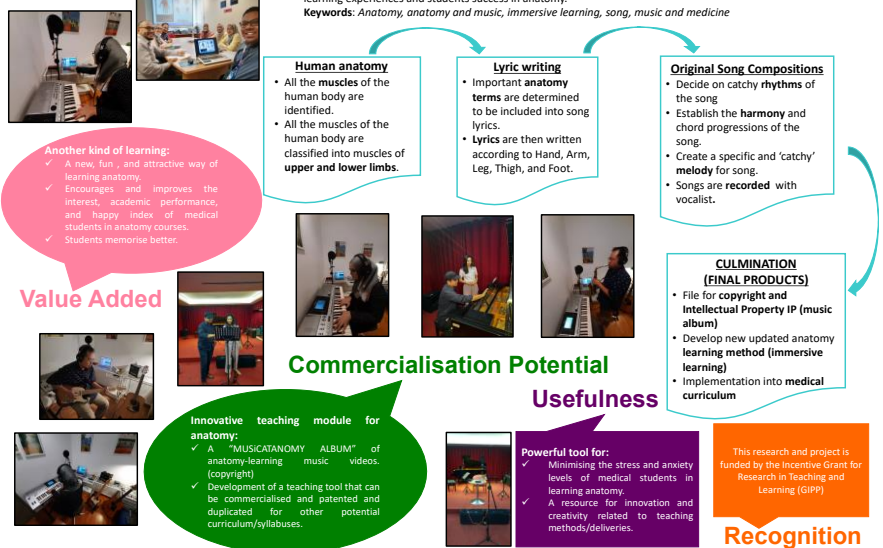 learning experiences and students success in anatomy.
Keywords: Anatomy, anatomy and music, immersive learning, song, music and medicine
Human anatomy
• All the muscles of the
human body are
identified.
• All the muscles of the
human body are
classified into muscles of
upper and lower limbs.
Lyric writing
• Important anatomy
terms are determined
to be included into song
lyrics.
• Lyrics are then written
according to Hand, Arm,
Leg, Thigh, and Foot.
Original Song Compositions
• Decide on catchy rhythms of
the song
• Establish the harmony and
chord progressions of the
song.
• Create a specific and ‘catchy’
melody for song.
• Songs are recorded with
vocalist.
CULMINATION
(FINAL PRODUCTS)
• File for copyright and
Intellectual Property IP (music
album)
• Develop new updated anatomy
learning method (immersive
learning)
• Implementation into medical
curriculum
Another kind of learning:
✓ A new, fun , and attractive way of
learning anatomy.
✓ Encourages and improves the
interest, academic performance,
and happy index of medical
students in anatomy courses.
✓ Students memorise better.
Value Added
Commercialisation Potential
Innovative teaching module for
anatomy:
✓ A “MUSiCATANOMY ALBUM” of
anatomy-learning music videos.
(copyright)
✓ Development of a teaching tool that can
be commercialised and patented and
duplicated for other potential
curriculum/syllabuses.
Usefulness
Powerful tool for:
✓ Minimising the stress and anxiety
levels of medical students in
learning anatomy.
✓ A resource for innovation and
creativity related to teaching
methods/deliveries.
This research and project is
funded by the Incentive Grant for
Research in Teaching and
Learning (GIPP)
Recognition